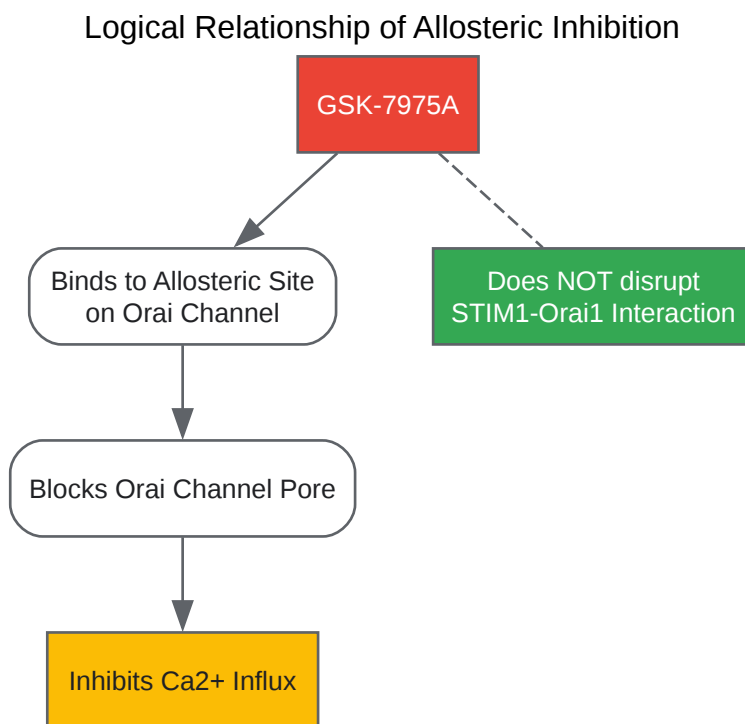 Logical Relationship of Allosteric Inhibition
GSK-7975A
Binds to Allosteric Site
on Orai Channel
Does NOT disrupt
STIM1-Orai1 Interaction
Blocks Orai Channel Pore
Inhibits Ca2+ Influx